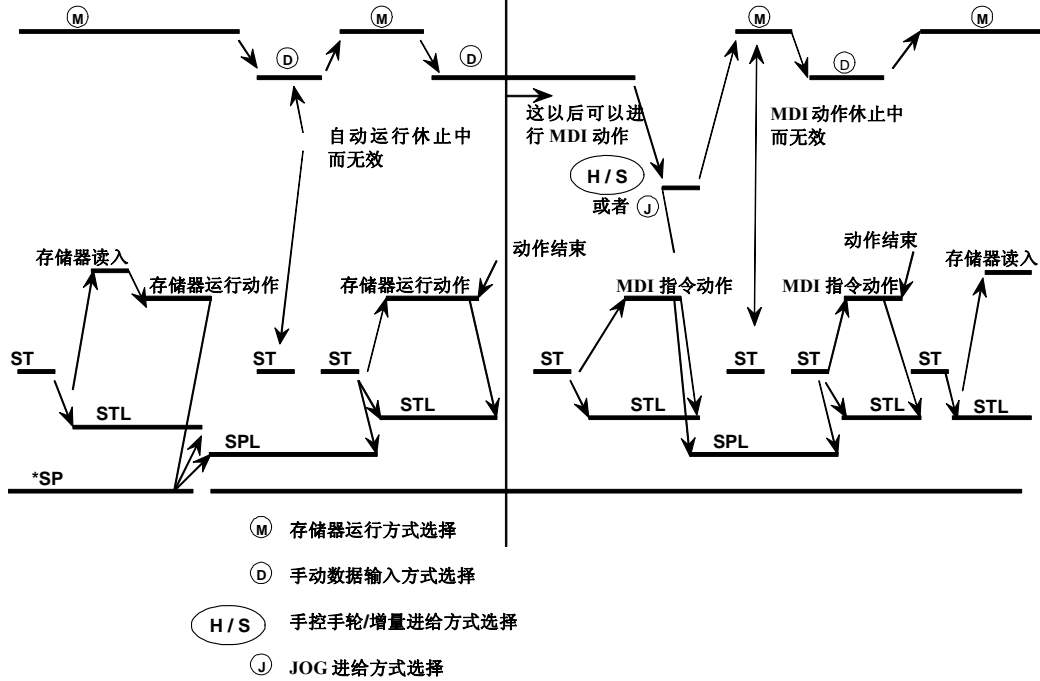 M
M
M
D
D
D
自动运行休止中
而无效
这以后可以进
行 MDI 动作
MDI 动作休止中
而无效
H / S
或者 J
动作结束
动作结束
存储器读入
存储器运行动作
存储器运行动作
MDI 指令动作
MDI 指令动作
存储器读入
ST
ST
ST
ST
ST
ST
ST
STL
STL
STL
STL
STL
SPL
SPL
*SP
M 存储器运行方式选择
D 手动数据输入方式选择
H / S 手控手轮/增量进给方式选择
J JOG 进给方式选择